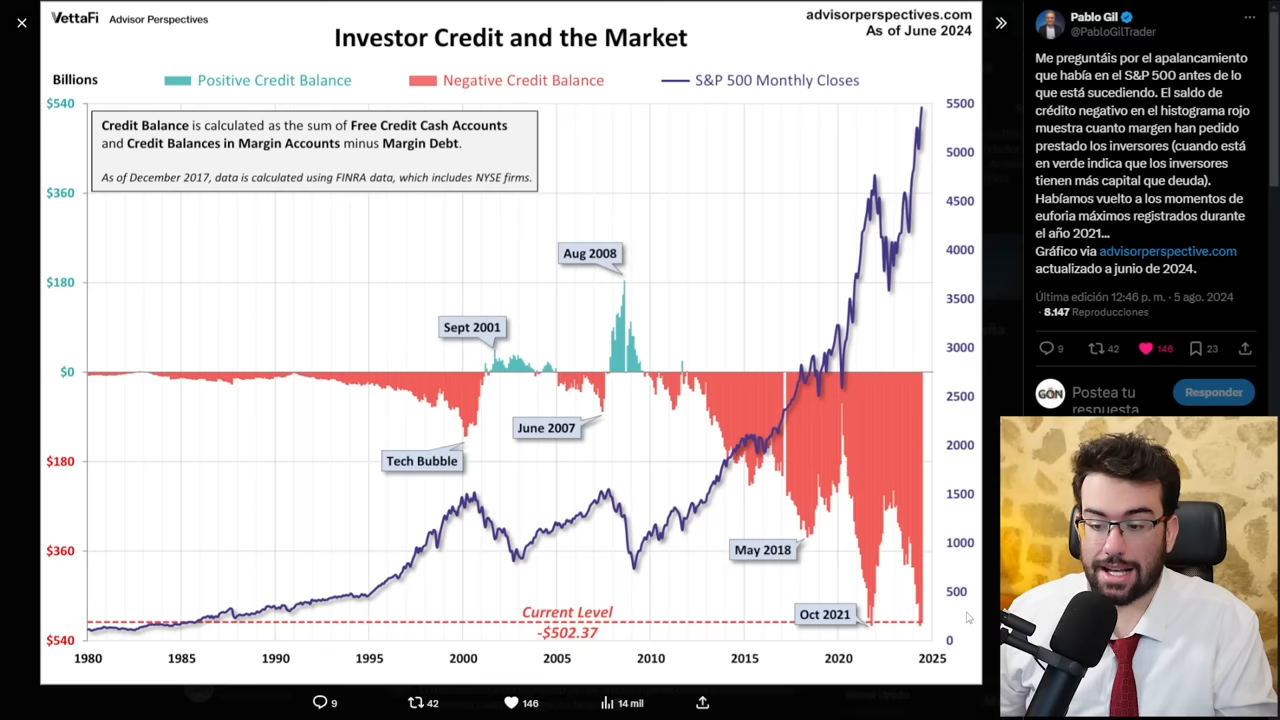 VettaFi Advisor Perspectives
advisorperspectives.com
As of June 2024
Investor Credit and the Market
Billions
Positive Credit Balance
Negative Credit Balance
S&P 500 Monthly Closes
$540
$360
$180
$0
$180
$360
$540
5500
5000
4500
4000
3500
3000
2500
2000
1500
1000
500
0
Credit Balance is calculated as the sum of Free Credit Cash Accounts
and Credit Balances in Margin Accounts minus Margin Debt.
As of December 2017, data is calculated using FINRA data, which includes NYSE firms.
Aug 2008
Sept 2001
June 2007
Tech Bubble
May 2018
Oct 2021
Current Level
-$502.37
1980 1985 1990 1995 2000 2005 2010 2015 2020 2025
9 42 146 14 mil
Pablo Gil
@PabloGilTrader
Me preguntáis por el apalancamiento
que había en el S&P 500 antes de lo
que está sucediendo. El saldo de
crédito negativo en el histograma rojo
muestra cuanto margen han pedido
prestado los inversores (cuando está
en verde indica que los inversores
tienen más capital que deuda).
Habíamos vuelto a los momentos de
euforia máximos registrados durante
el año 2021...
Gráfico via advisorperspective.com
actualizado a junio de 2024.
Última edición 12:46 p. m. · 5 ago. 2024
· 8.147 Reproducciones
9 42 146 23
GÖN
Postea tu
respuesta
Responder